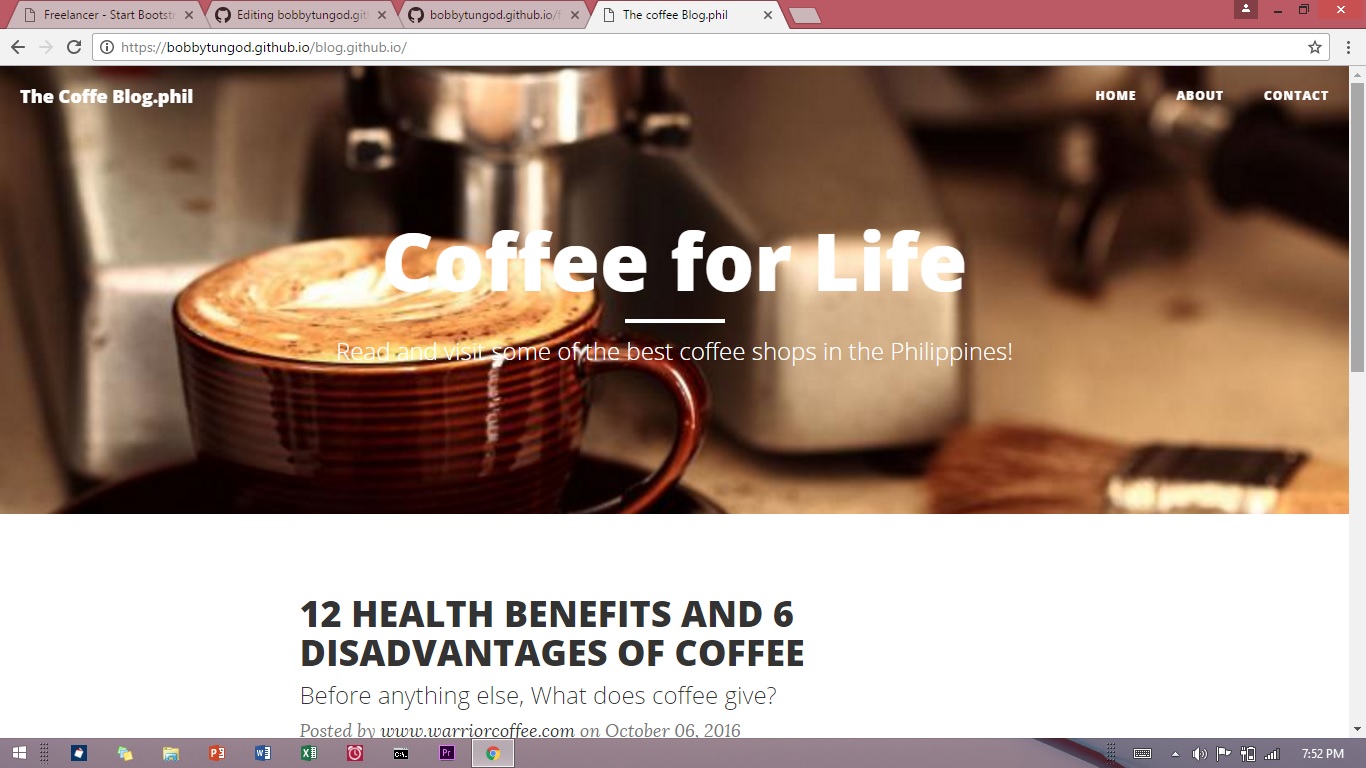 Freelancer - Start Bootst
Editing bobbytungod.git
bobbytungod.github.io/f
The coffee Blog.phil
https://bobbytungod.github.io/blog.github.io/
The Coffe Blog.phil
HOME ABOUT CONTACT
Coffee for Life
Read and visit some of the best coffee shops in the Philippines!
12 HEALTH BENEFITS AND 6
DISADVANTAGES OF COFFEE
Before anything else, What does coffee give?
Posted by www.warriorcoffee.com on October 06, 2016
7:52 PM